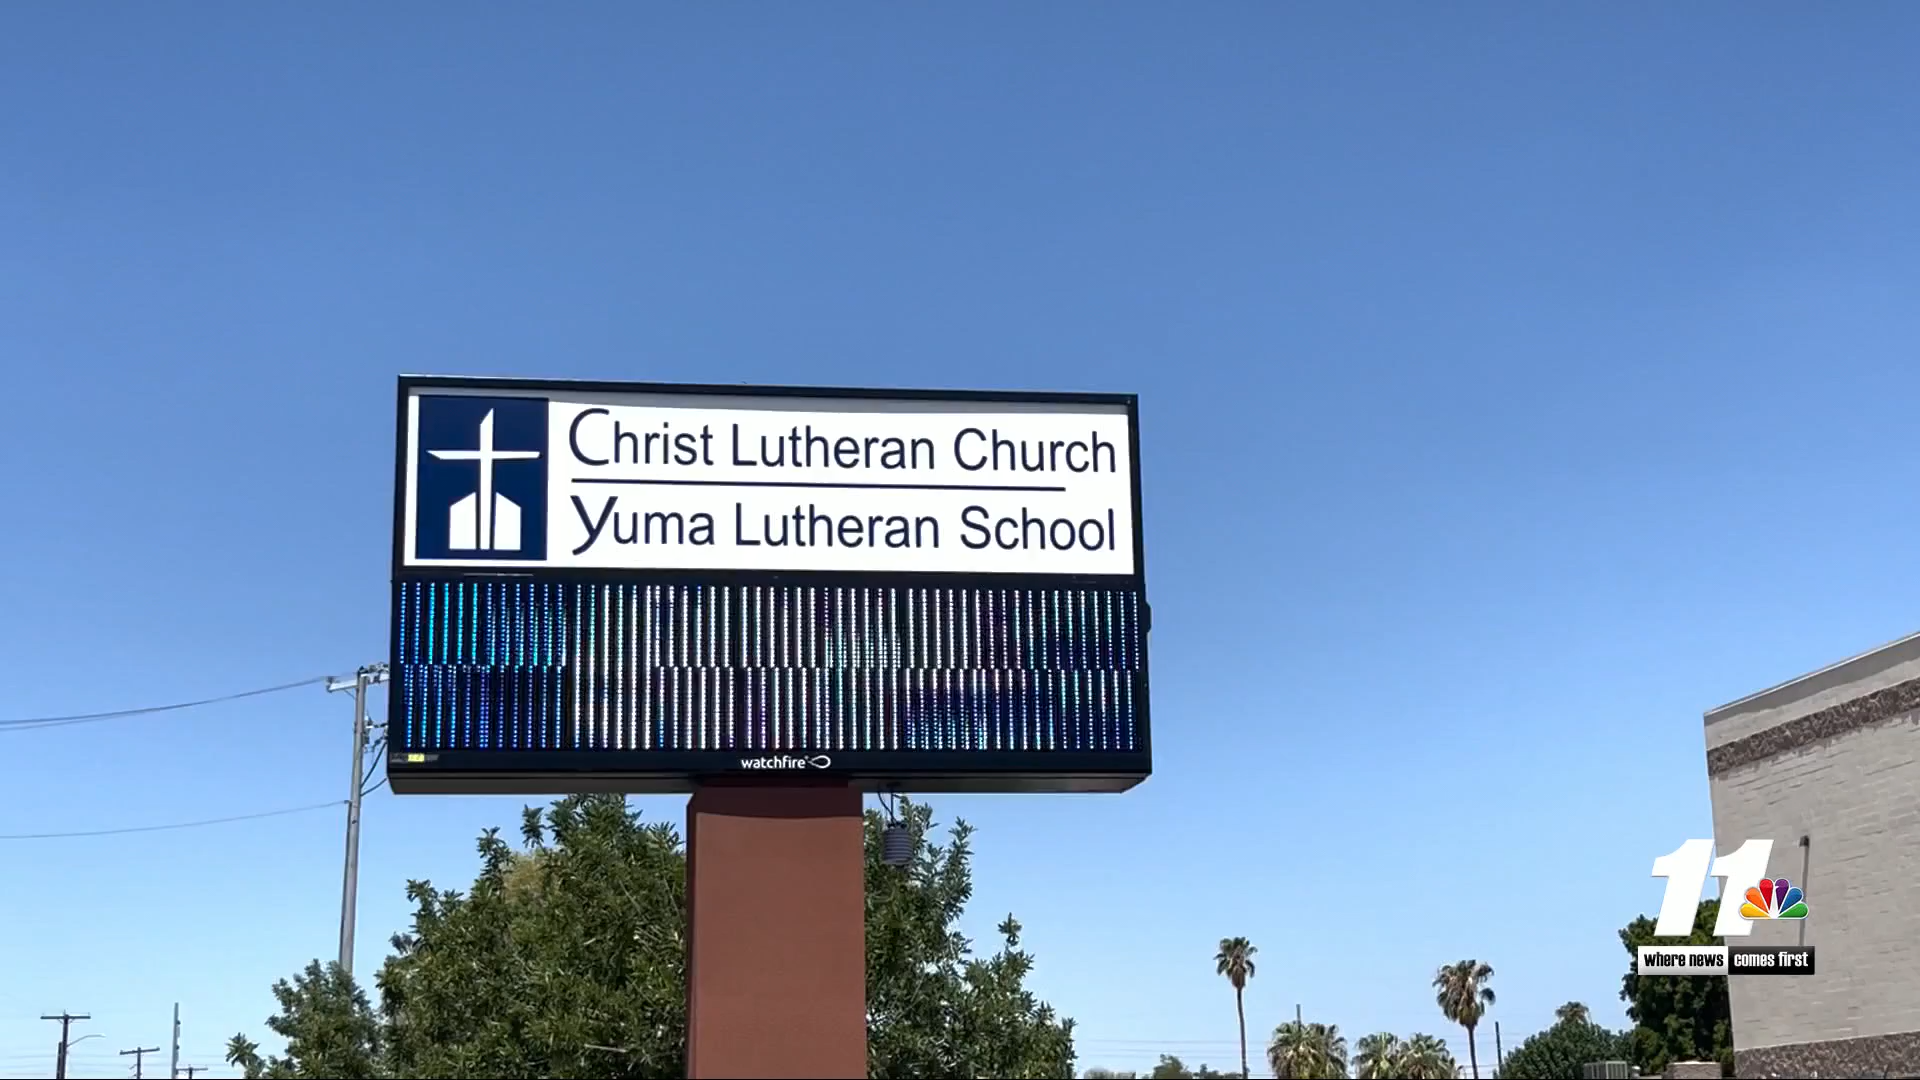 Christ Lutheran Church
Yuma Lutheran School
watchfire
11
where news comes first